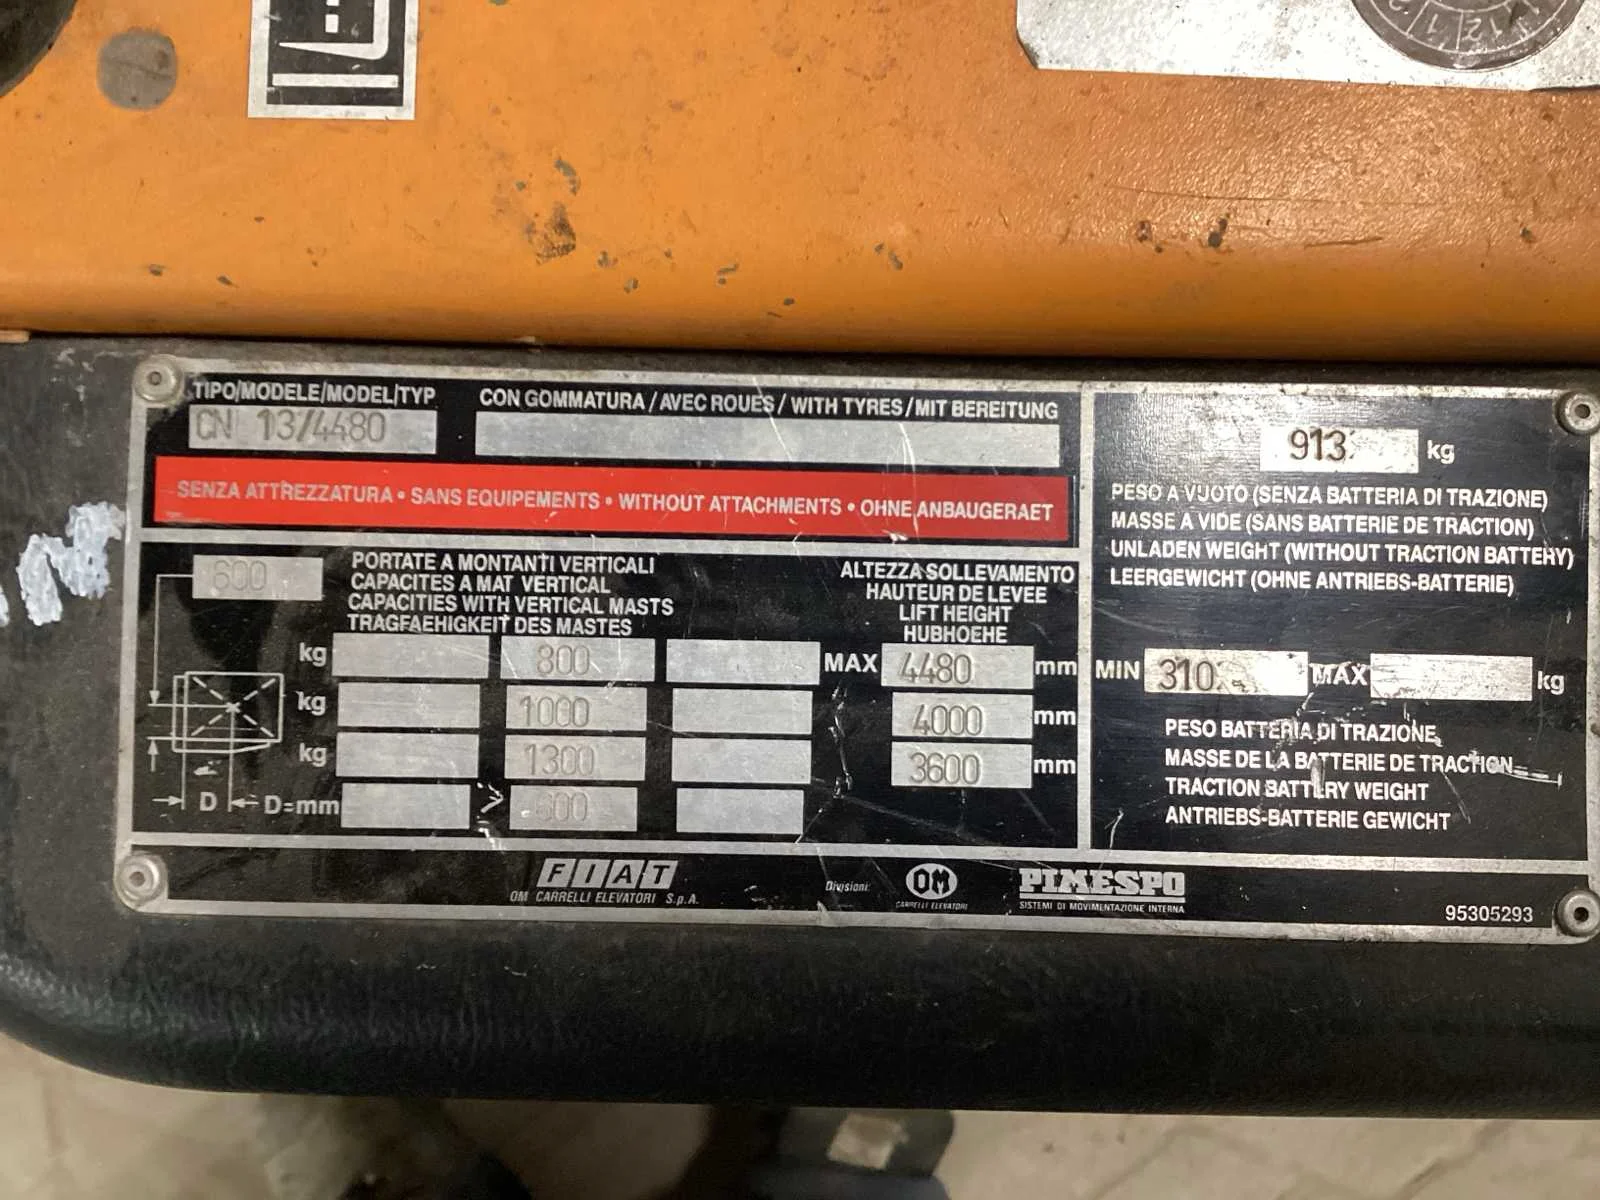 TIPO/MODELE/MODEL/TYP
CN 13/4480
CON GOMMATURA / AVEC ROUES / WITH TYRES / MIT BEREITUNG
SENZA ATTREZZATURA • SANS EQUIPEMENTS • WITHOUT ATTACHMENTS • OHNE ANBAUGERAET
600
PORTATE A MONTANTI VERTICALI
CAPACITES A MAT VERTICAL
CAPACITIES WITH VERTICAL MASTS
TRAGFAEHIGKEIT DES MASTES
ALTEZZA SOLLEVAMENTO
HAUTEUR DE LEVEE
LIFT HEIGHT
HUBHOEHE
kg 800 MAX 4480 mm
kg 1000 4000 mm
kg 1300 3600 mm
D D=mm 600
913 kg
PESO A VUOTO (SENZA BATTERIA DI TRAZIONE)
MASSE A VIDE (SANS BATTERIE DE TRACTION)
UNLADEN WEIGHT (WITHOUT TRACTION BATTERY)
LEERGEWICHT (OHNE ANTRIEBS-BATTERIE)
MIN 310 MAX kg
PESO BATTERIA DI TRAZIONE
MASSE DE LA BATTERIE DE TRACTION
TRACTION BATTERY WEIGHT
ANTRIEBS-BATTERIE GEWICHT
FIAT
OM CARRELLI ELEVATORI S.p.A.
Divisioni:
OM
CARRELLI ELEVATORI
PIMESPO
SISTEMI DI MOVIMENTAZIONE INTERNA
95305293